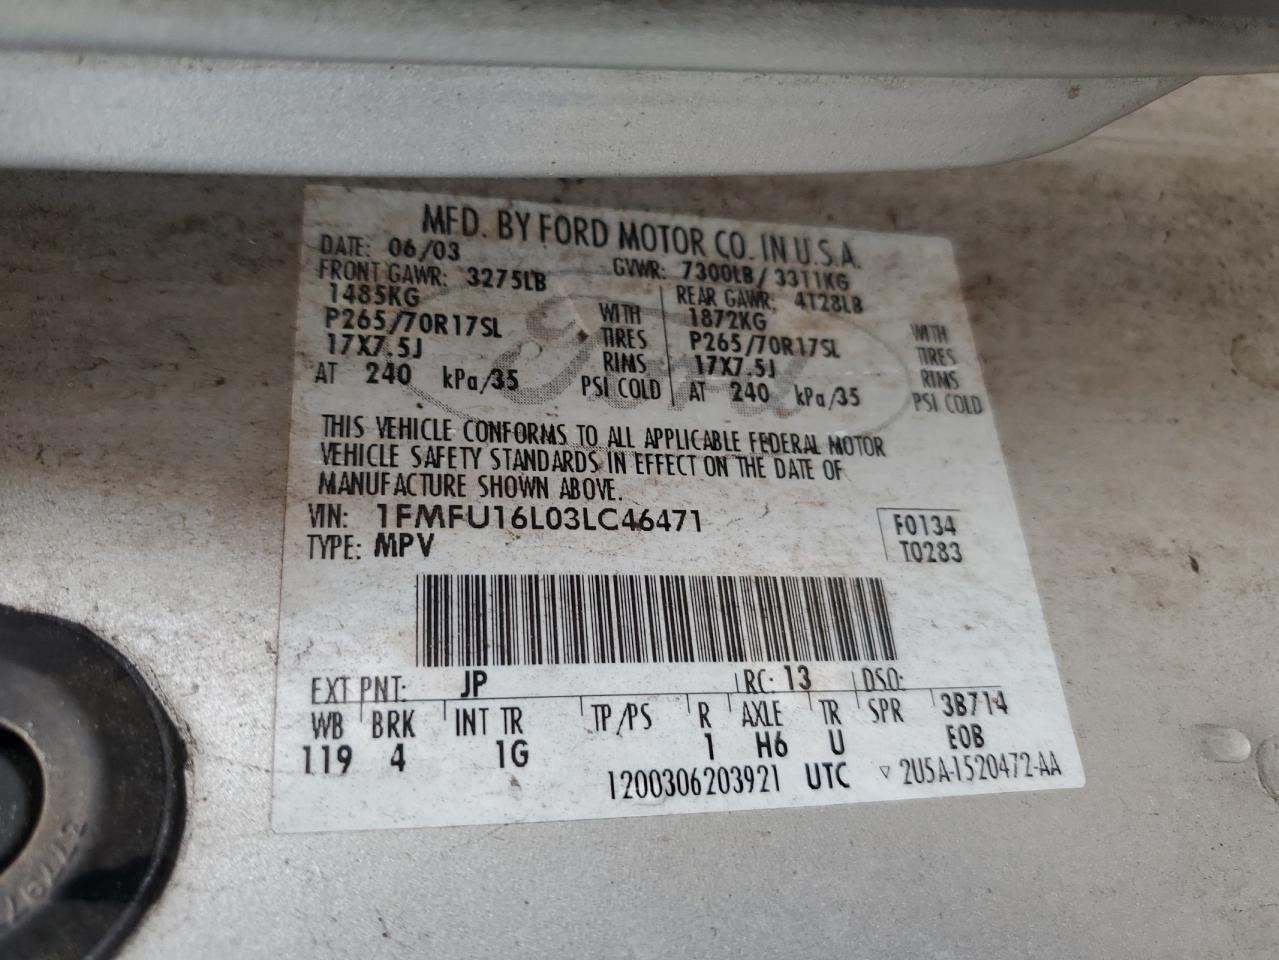 MFD. BY FORD MOTOR CO. IN U.S.A.
DATE: 06/03 GVWR: 7300LB/3311KG
FRONT GAWR: 3275LB REAR GAWR: 4128LB
1485KG WITH 1872KG WITH
P265/70R17SL TIRES P265/70R17SL TIRES
17X7.5J RIMS 17X7.5J RIMS
AT 240 kPa/35 PSI COLD AT 240 kPa/35 PSI COLD
Ford
THIS VEHICLE CONFORMS TO ALL APPLICABLE FEDERAL MOTOR
VEHICLE SAFETY STANDARDS IN EFFECT ON THE DATE OF
MANUFACTURE SHOWN ABOVE.
VIN: 1FMFU16L03LC46471 F0134
TYPE: MPV T0283
EXT PNT: JP RC: 13 DSO:
WB BRK INT TR TP/PS R AXLE TR SPR 3B714
119 4 1G 1 H6 U E0B
1200306203921 UTC ▽ 2U5A-1520472-AA